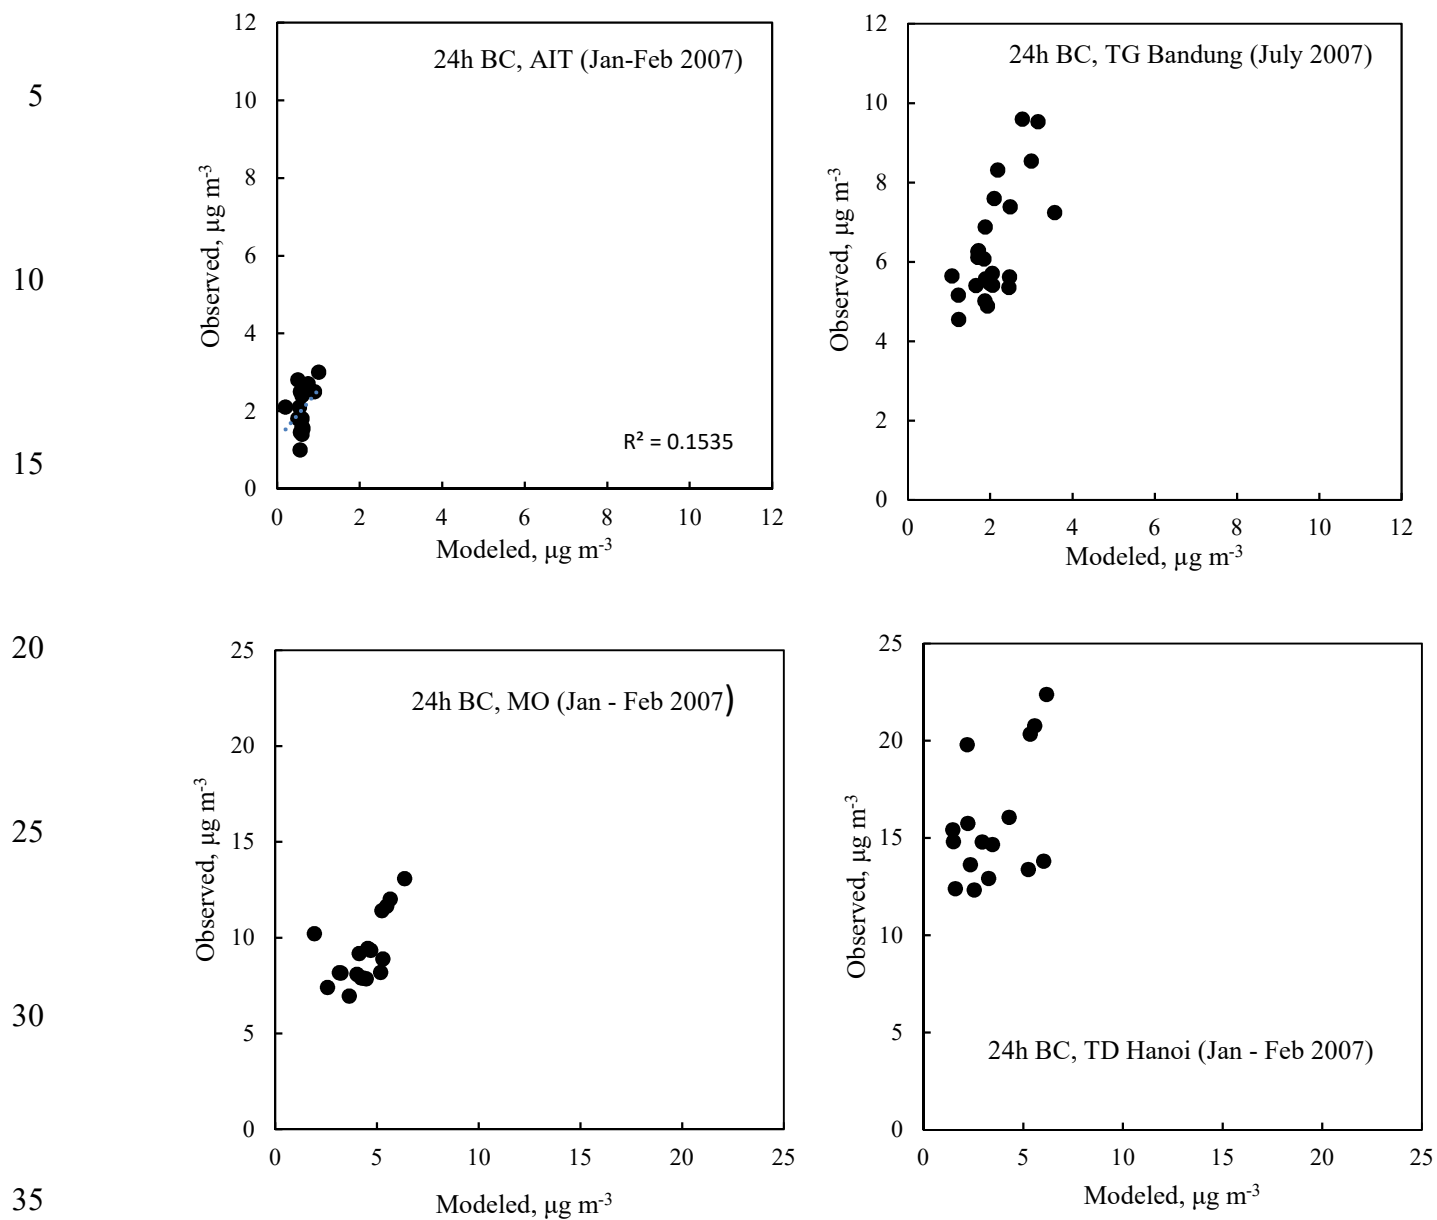 5
10
15
20
25
30
35
24h BC, AIT (Jan-Feb 2007)
12
10
8
6
4
2
0
Observed, µg m-3
R² = 0.1535
0 2 4 6 8 10 12
Modeled, µg m-3
24h BC, TG Bandung (July 2007)
12
10
8
6
4
2
0
Observed, µg m-3
0 2 4 6 8 10 12
Modeled, µg m-3
24h BC, MO (Jan - Feb 2007)
25
20
15
10
5
0
Observed, µg m-3
0 5 10 15 20 25
Modeled, µg m-3
25
20
15
10
5
0
Observed, µg m-3
24h BC, TD Hanoi (Jan - Feb 2007)
0 5 10 15 20 25
Modeled, µg m-3